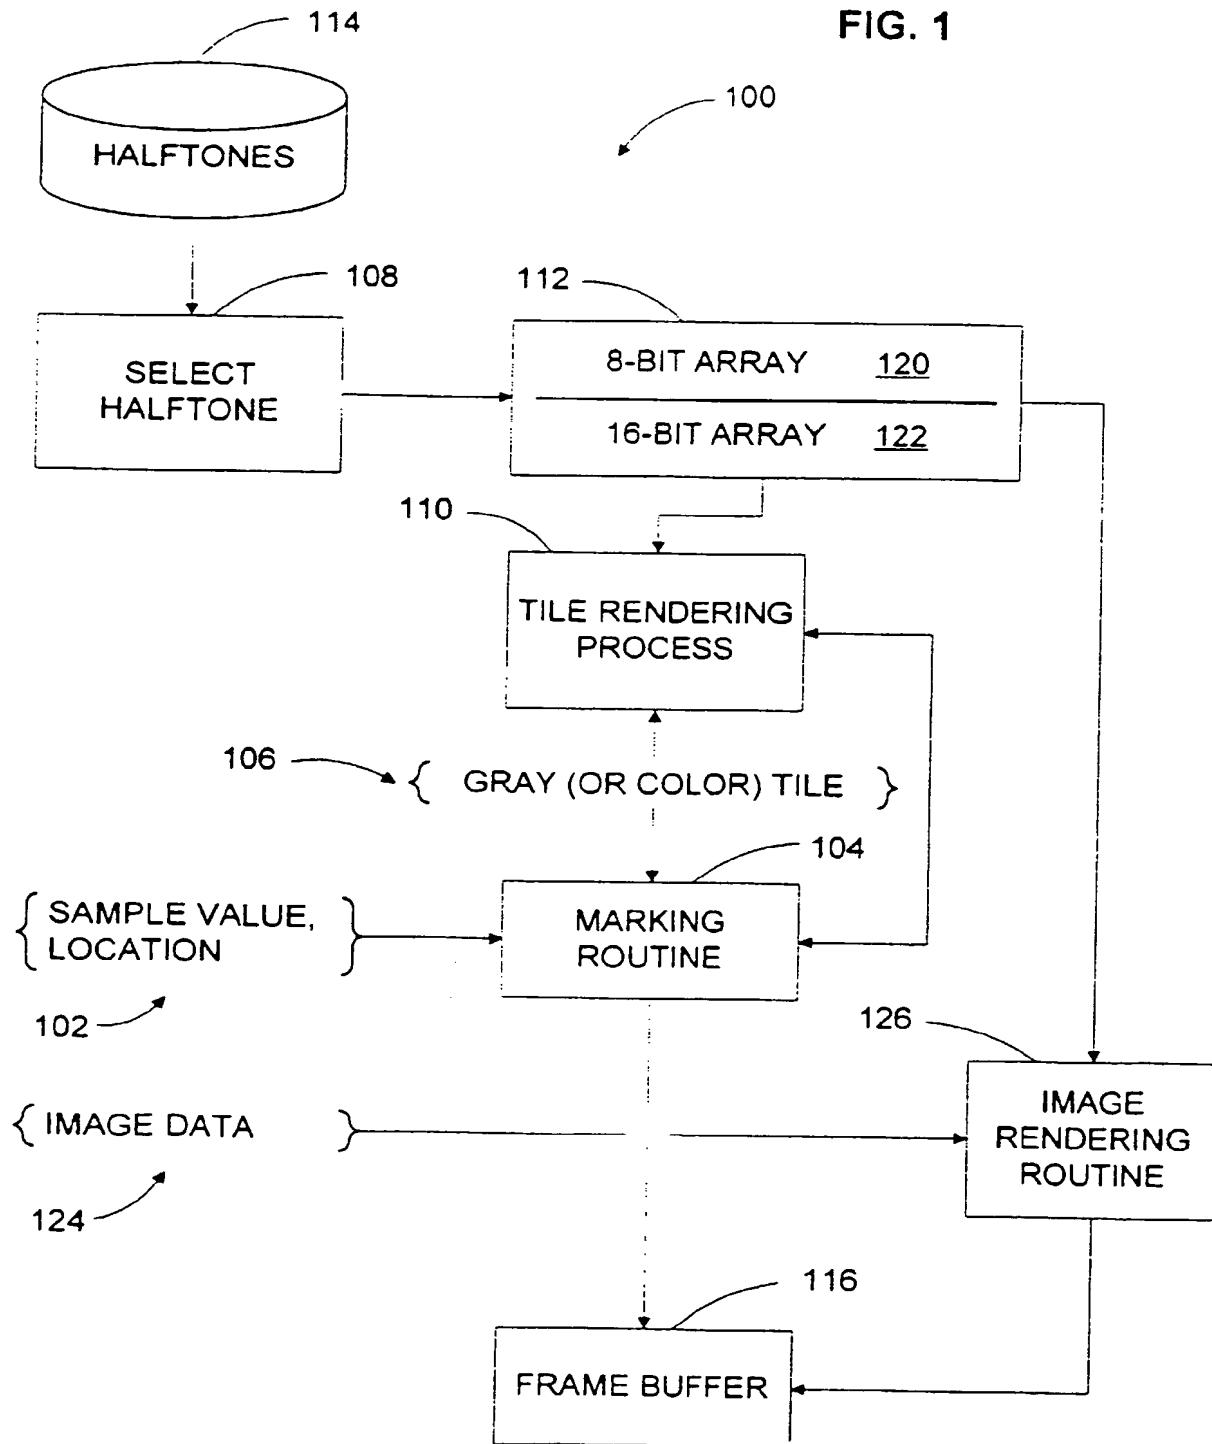 FIG. 1
114
HALFTONES
100
108
112
SELECT
HALFTONE
8-BIT ARRAY 120
16-BIT ARRAY 122
110
TILE RENDERING
PROCESS
106
{ GRAY (OR COLOR) TILE }
104
{ SAMPLE VALUE,
LOCATION }
MARKING
ROUTINE
102
126
{ IMAGE DATA }
IMAGE
RENDERING
ROUTINE
124
116
FRAME BUFFER